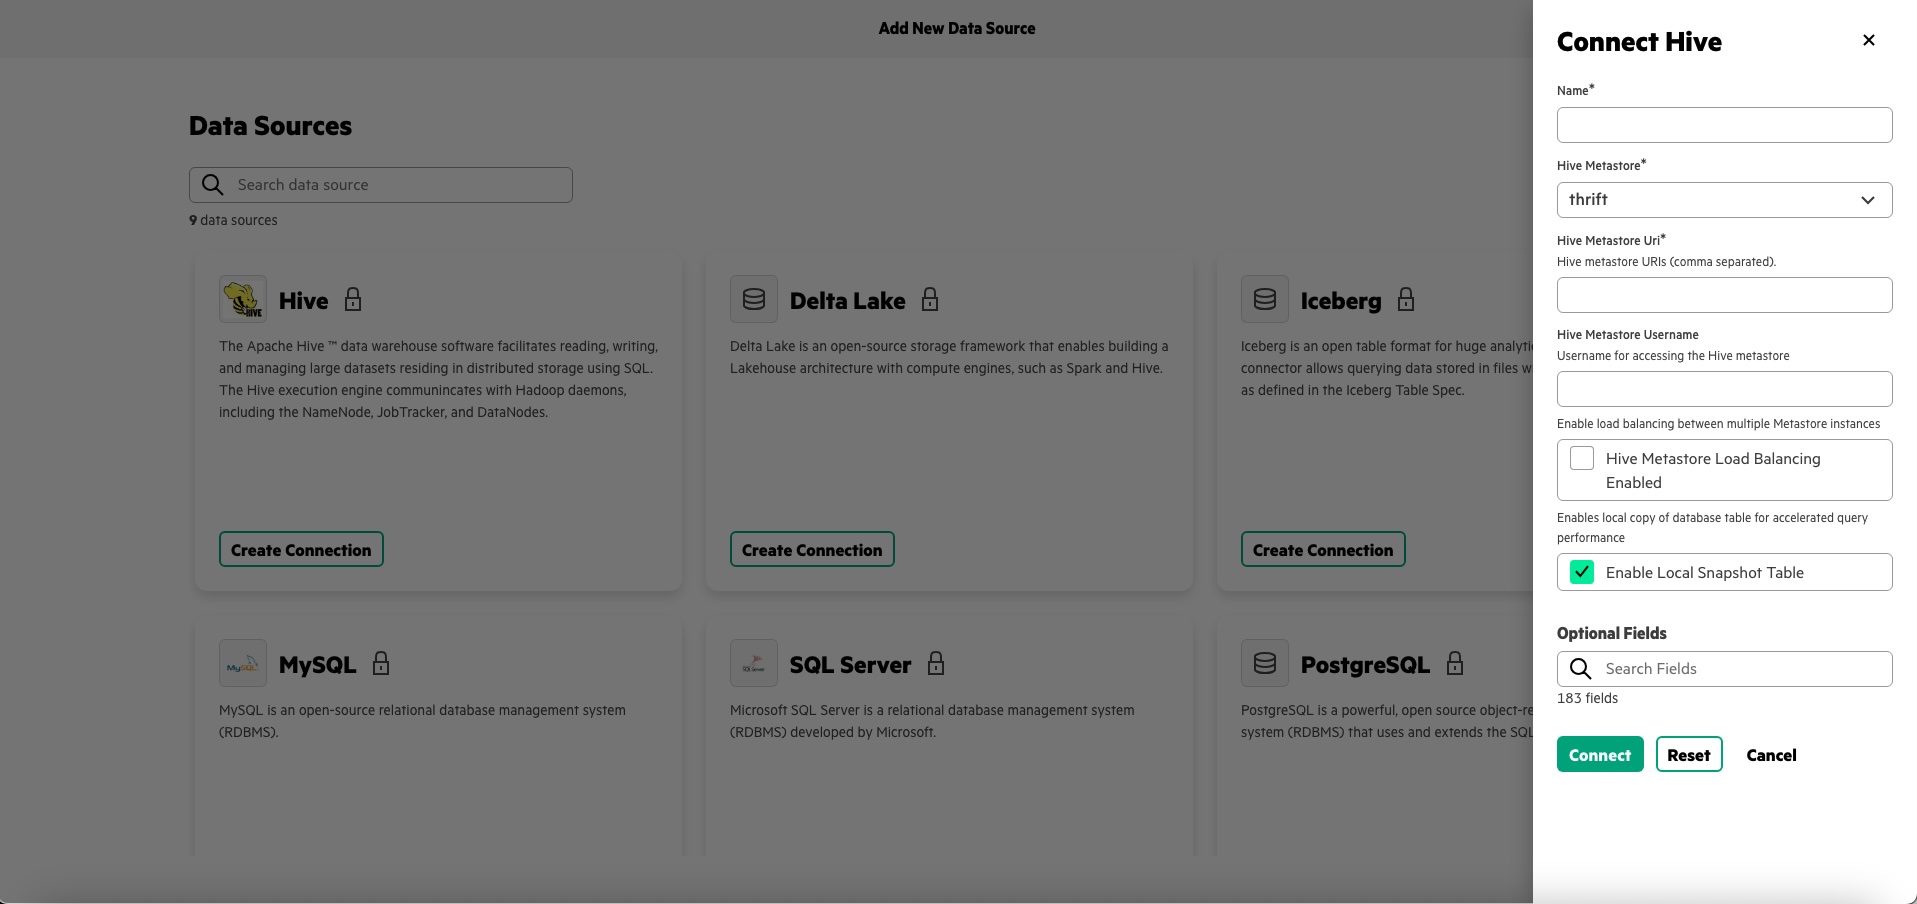 Add New Data Source
Data Sources
Search data source
9 data sources
HIVE
Hive
The Apache Hive ™ data warehouse software facilitates reading, writing,
and managing large datasets residing in distributed storage using SQL.
The Hive execution engine communincates with Hadoop daemons,
including the NameNode, JobTracker, and DataNodes.
Create Connection
Delta Lake
Delta Lake is an open-source storage framework that enables building a
Lakehouse architecture with compute engines, such as Spark and Hive.
Create Connection
Iceberg
Iceberg is an open table format for huge analytic
connector allows querying data stored in files w
as defined in the Iceberg Table Spec.
Create Connection
MySQL
MySQL
MySQL is an open-source relational database management system
(RDBMS).
SQL Server
SQL Server
Microsoft SQL Server is a relational database management system
(RDBMS) developed by Microsoft.
PostgreSQL
PostgreSQL is a powerful, open source object-re
system (RDBMS) that uses and extends the SQL
Connect Hive
Name*
Hive Metastore*
thrift
Hive Metastore Uri*
Hive metastore URIs (comma separated).
Hive Metastore Username
Username for accessing the Hive metastore
Enable load balancing between multiple Metastore instances
Hive Metastore Load Balancing
Enabled
Enables local copy of database table for accelerated query
performance
Enable Local Snapshot Table
Optional Fields
Search Fields
183 fields
Connect
Reset
Cancel